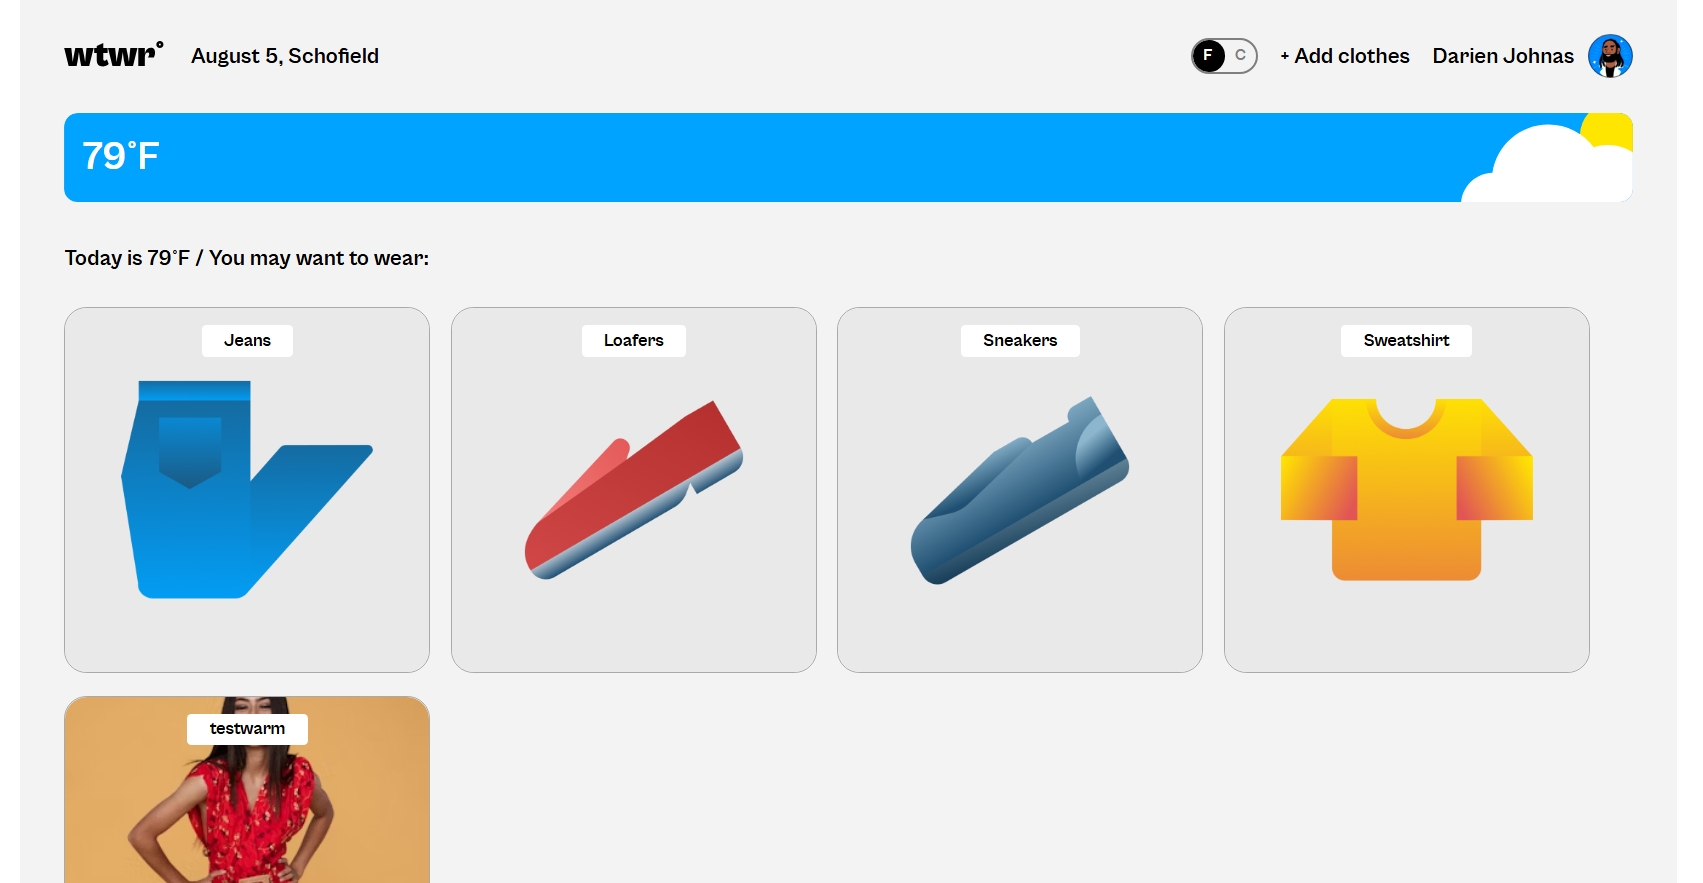 wtwr°
August 5, Schofield
F C
+ Add clothes
Darien Johnas
79°F
Today is 79°F / You may want to wear:
Jeans
Loafers
Sneakers
Sweatshirt
testwarm